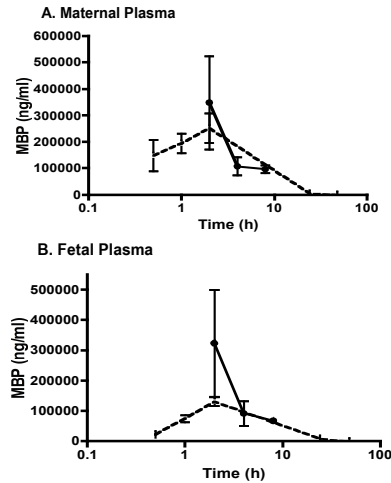 A. Maternal Plasma
600000
500000
400000
300000
200000
100000
0
0.1 1 10 100
MBP (ng/ml)
Time (h)
B. Fetal Plasma
500000
400000
300000
200000
100000
0
0.1 1 10 100
MBP (ng/ml)
Time (h)